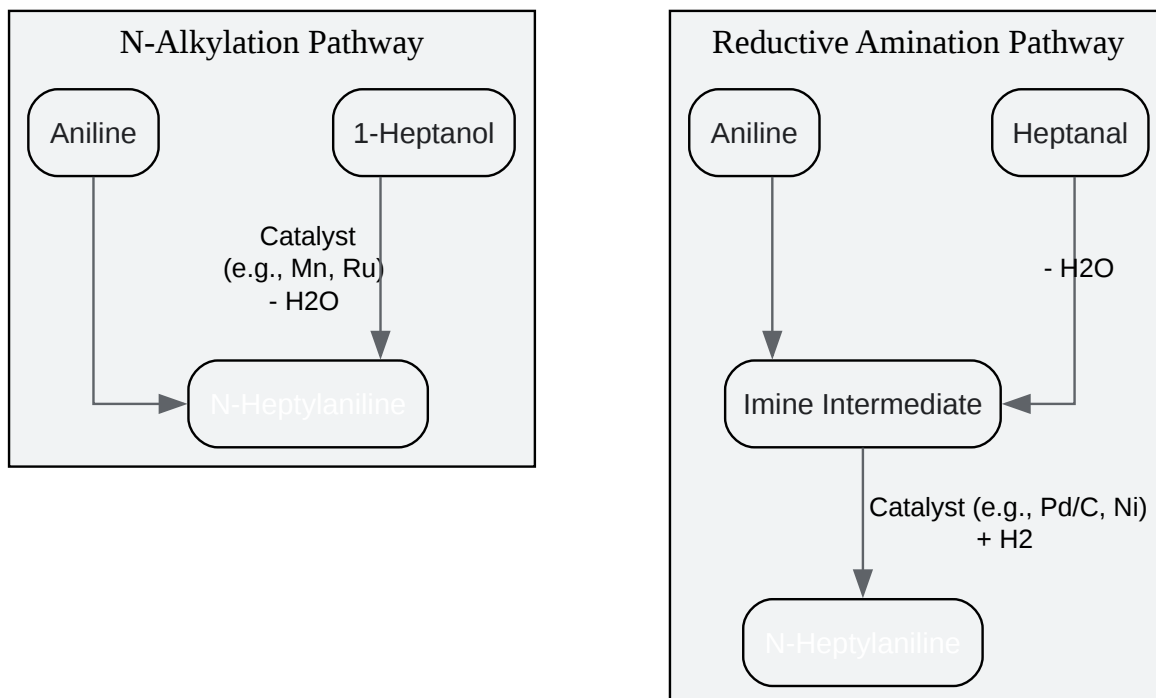 N-Alkylation Pathway
Aniline
1-Heptanol
Catalyst
(e.g., Mn, Ru)
- H2O
N-Heptylaniline
Reductive Amination Pathway
Aniline
Heptanal
- H2O
Imine Intermediate
Catalyst (e.g., Pd/C, Ni)
+ H2
N-Heptylaniline